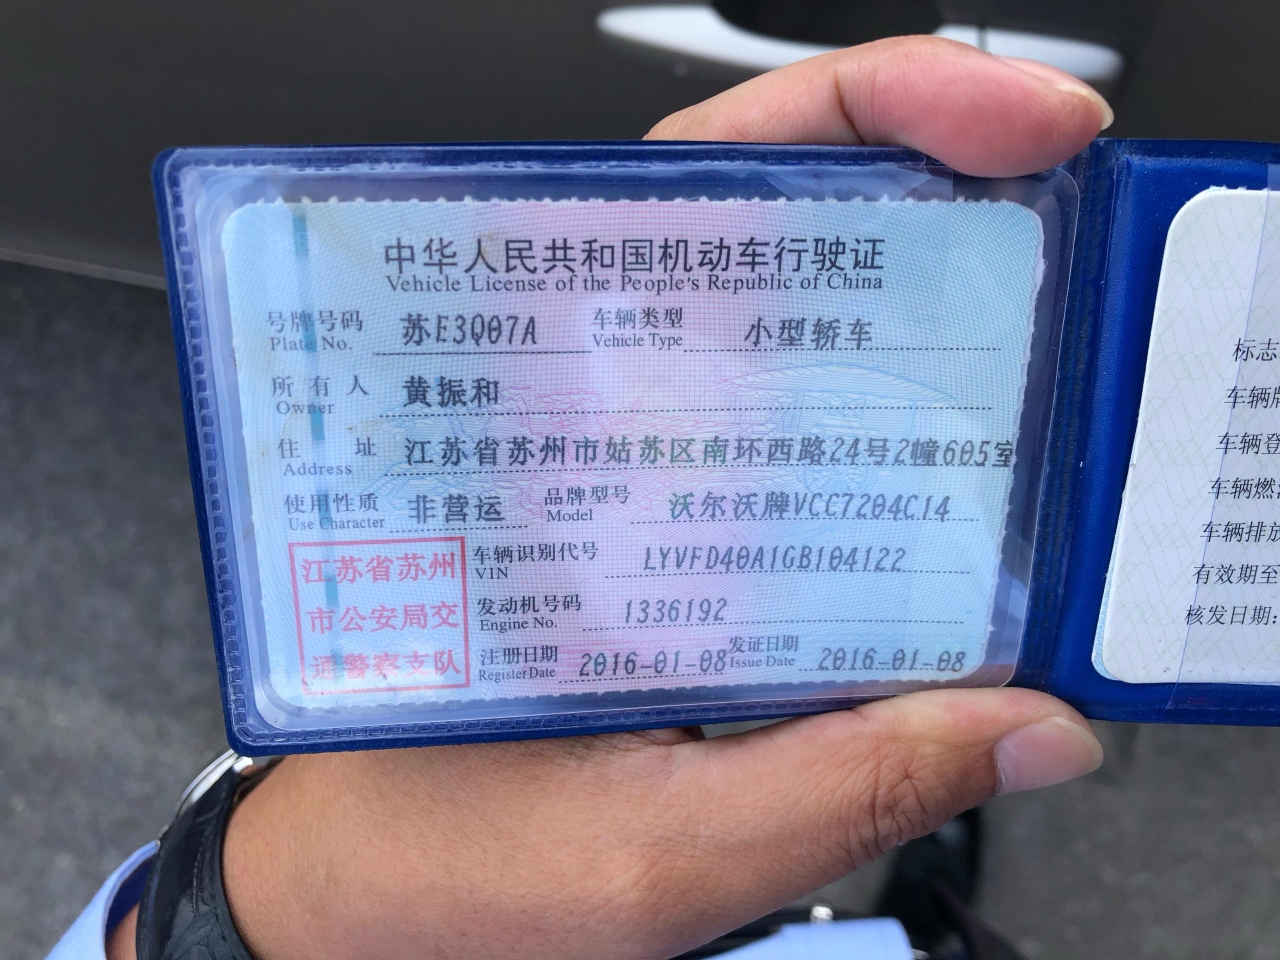 中华人民共和国机动车行驶证
Vehicle License of the People's Republic of China
号牌号码 苏E3Q07A 车辆类型 小型轿车
Plate No. Vehicle Type
所有人 黄振和
Owner
住址 江苏省苏州市姑苏区南环西路24号2幢605室
Address
使用性质 非营运 品牌型号 沃尔沃牌VCC7204C14
Use Character Model
江苏省苏州
市公安局交
通警察支队
车辆识别代号 LYVFD40A1GB104122
VIN
发动机号码 1336192
Engine No.
注册日期 2016-01-08 发证日期 2016-01-08
Register Date Issue Date
标志
车辆牌
车辆登
车辆燃
车辆排放
有效期至
核发日期: